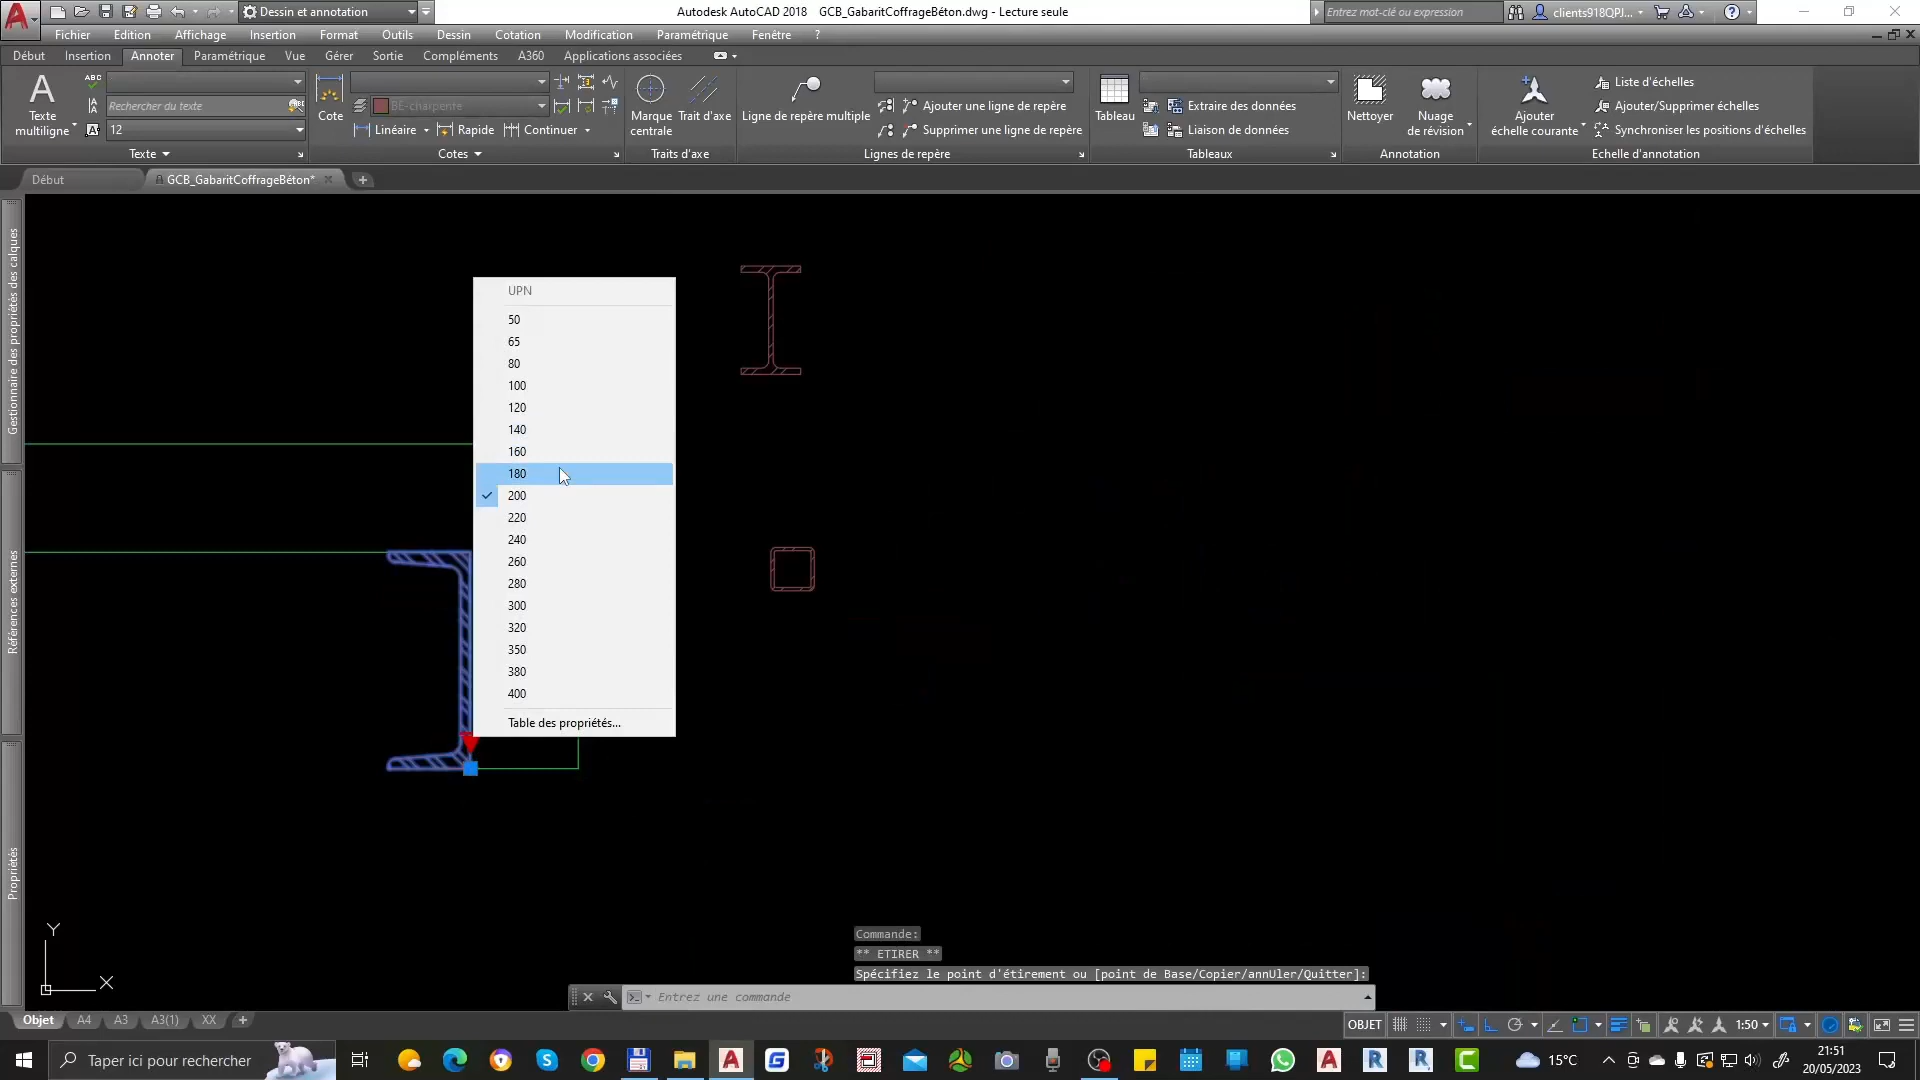 Dessin et annotation
Autodesk AutoCAD 2018 GCB_GabaritCoffrageBéton.dwg - Lecture seule
Entrez mot-clé ou expression
clients918QPJ...
Fichier Edition Affichage Insertion Format Outils Dessin Cotation Modification Paramétrique Fenêtre ?
Début Insertion Annoter Paramétrique Vue Gérer Sortie Compléments A360 Applications associées
Texte
multiligne
ABC
Rechercher du texte
12
Texte
Cote
BE-charpente
Linéaire Rapide Continuer
Cotes
Marque
centrale
Trait d'axe
Traits d'axe
Ligne de repère multiple
Ajouter une ligne de repère
Supprimer une ligne de repère
Lignes de repère
Tableau
Extraire des données
Liaison de données
Tableaux
Nettoyer
Nuage
de révision
Annotation
Ajouter
échelle courante
Liste d'échelles
Ajouter/Supprimer échelles
Synchroniser les positions d'échelles
Echelle d'annotation
Début
GCB_GabaritCoffrageBéton*
Gestionnaire des propriétés des calques
Références externes
Propriétés
UPN
50
65
80
100
120
140
160
180
200
220
240
260
280
300
320
350
380
400
Table des propriétés...
Y
X
Commande:
** ETIRER **
Spécifiez le point d'étirement ou [point de Base/Copier/annUler/Quitter]:
Entrez une commande
Objet A4 A3 A3(1) XX
OBJET
1:50
Taper ici pour rechercher
15°C
21:51
20/05/2023